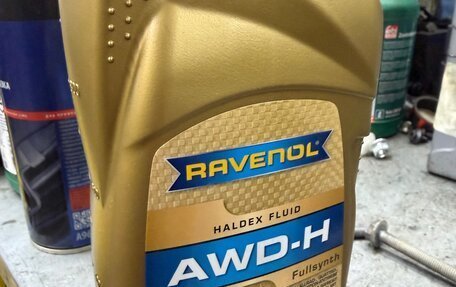 RAVENOL
HALDEX FLUID
AWD-H
Fullsynth